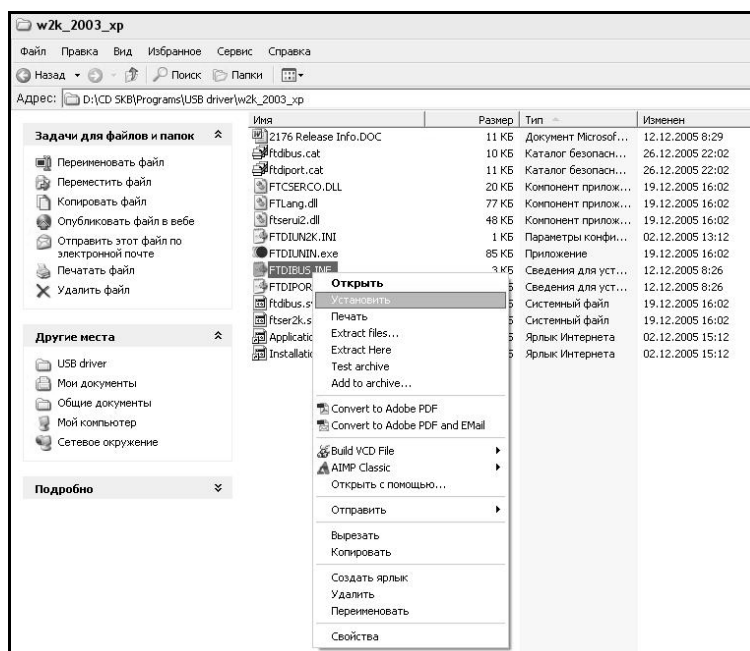 w2k_2003_xp
Файл Правка Вид Избранное Сервис Справка
Назад Поиск Папки
Адрес: D:\CD SKB\Programs\USB driver\w2k_2003_xp
Задачи для файлов и папок
Переименовать файл
Переместить файл
Копировать файл
Опубликовать файл в вебе
Отправить этот файл по
электронной почте
Печатать файл
Удалить файл
Другие места
USB driver
Мои документы
Общие документы
Мой компьютер
Сетевое окружение
Подробно
Имя Размер Тип Изменен
2176 Release Info.DOC 11 КБ Документ Microsof... 12.12.2005 8:29
ftdibus.cat 10 КБ Каталог безопасн... 26.12.2005 22:02
ftdiport.cat 11 КБ Каталог безопасн... 26.12.2005 22:02
FTCSERCO.DLL 20 КБ Компонент прилож... 19.12.2005 16:02
FTLang.dll 77 КБ Компонент прилож... 19.12.2005 16:02
ftserui2.dll 48 КБ Компонент прилож... 19.12.2005 16:02
FTDIUN2K.INI 1 КБ Параметры конфи... 02.12.2005 13:12
FTDIUNIN.exe 85 КБ Приложение 19.12.2005 16:02
FTDIBUS.INF 3 КБ Сведения для уст... 12.12.2005 8:26
FTDIPOR Б Сведения для уст... 12.12.2005 8:26
ftdibus.s Б Системный файл 19.12.2005 16:02
ftser2k.s Б Системный файл 19.12.2005 16:02
Applicatio Б Ярлык Интернета 02.12.2005 15:12
Installatio Б Ярлык Интернета 02.12.2005 15:12
Открыть
Установить
Печать
Extract files...
Extract Here
Test archive
Add to archive...
Convert to Adobe PDF
Convert to Adobe PDF and EMail
Build VCD File
AIMP Classic
Открыть с помощью...
Отправить
Вырезать
Копировать
Создать ярлык
Удалить
Переименовать
Свойства